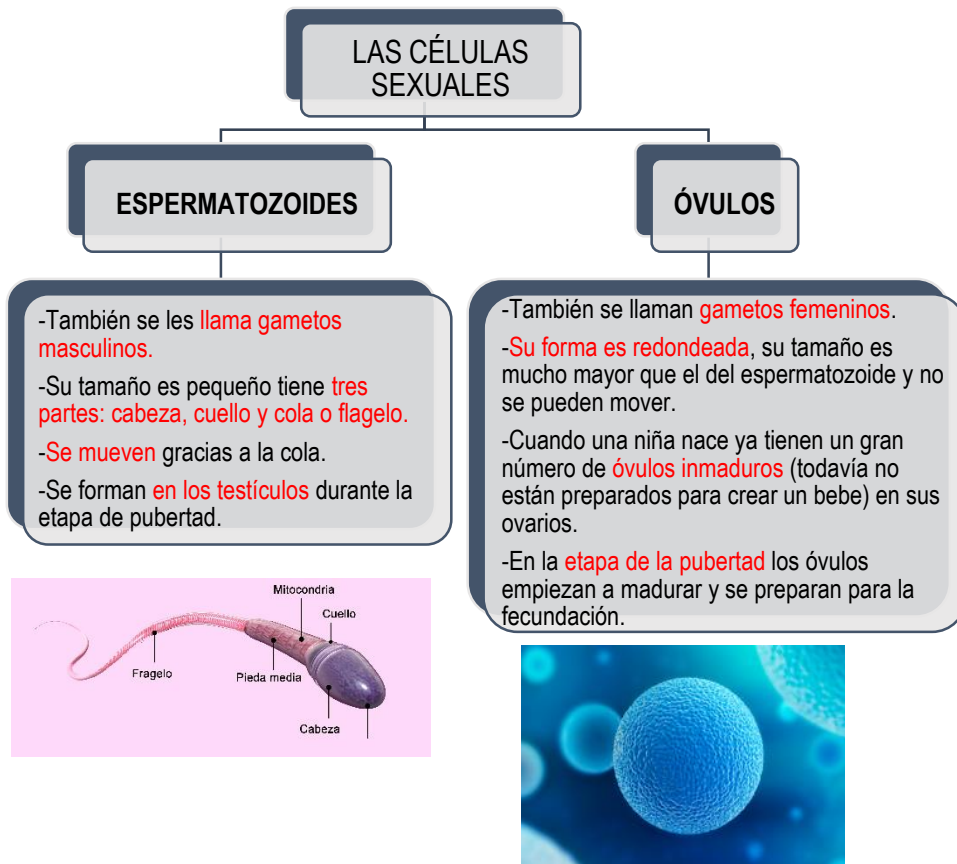 LAS CÉLULAS
SEXUALES
ESPERMATOZOIDES
ÓVULOS
-También se les llama gametos
masculinos.
-Su tamaño es pequeño tiene tres
partes: cabeza, cuello y cola o flagelo.
-Se mueven gracias a la cola.
-Se forman en los testículos durante la
etapa de pubertad.
-También se llaman gametos femeninos.
-Su forma es redondeada, su tamaño es
mucho mayor que el del espermatozoide y no
se pueden mover.
-Cuando una niña nace ya tienen un gran
número de óvulos inmaduros (todavía no
están preparados para crear un bebe) en sus
ovarios.
-En la etapa de la pubertad los óvulos
empiezan a madurar y se preparan para la
fecundación.
Mitocondria
Cuello
Fragelo
Pieda media
Cabeza